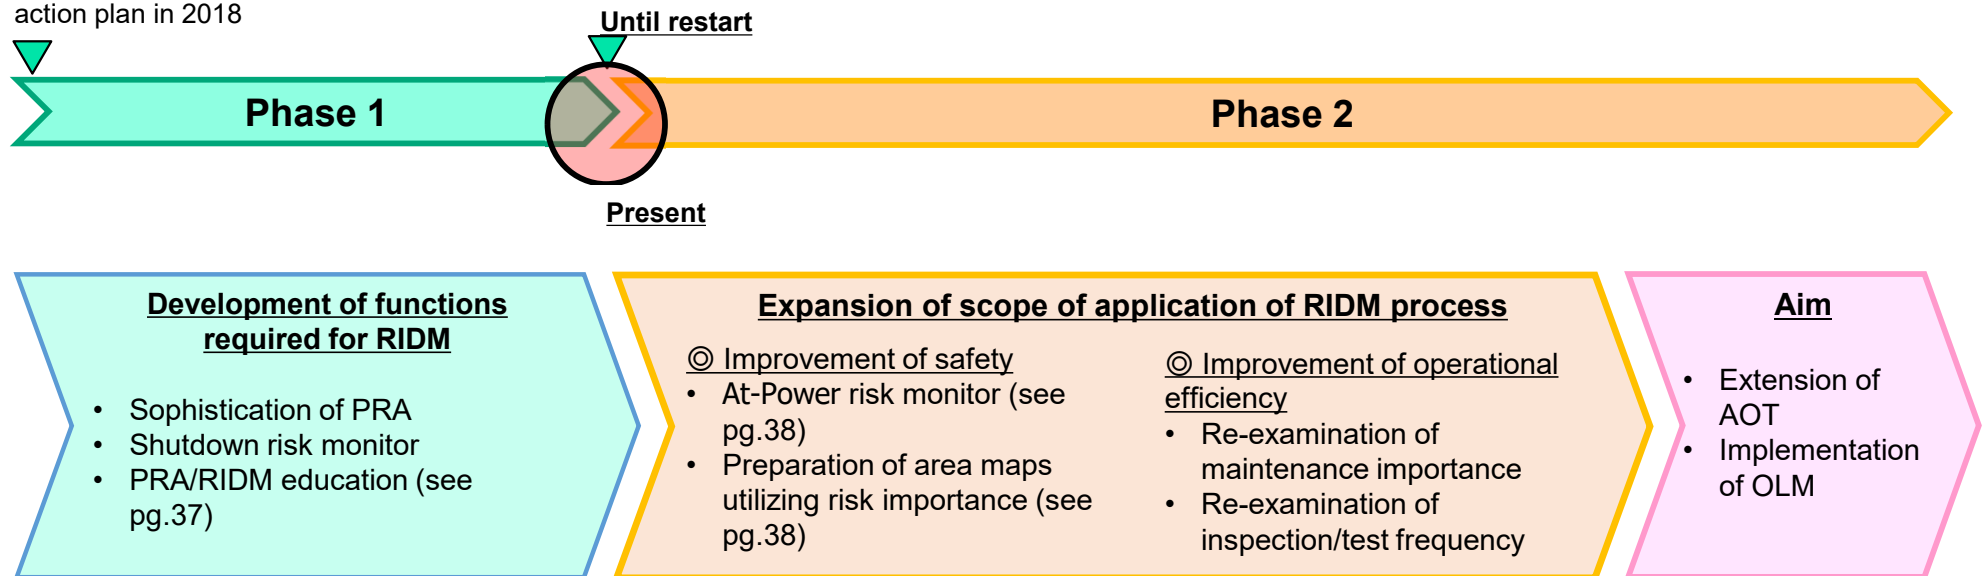 action plan in 2018
Until restart
Phase 1
Phase 2
Present
Development of functions
required for RIDM
• Sophistication of PRA
• Shutdown risk monitor
• PRA/RIDM education (see
pg.37)
Expansion of scope of application of RIDM process
◎ Improvement of safety
• At-Power risk monitor (see
pg.38)
• Preparation of area maps
utilizing risk importance (see
pg.38)
◎ Improvement of operational
efficiency
• Re-examination of
maintenance importance
• Re-examination of
inspection/test frequency
Aim
• Extension of
AOT
• Implementation
of OLM